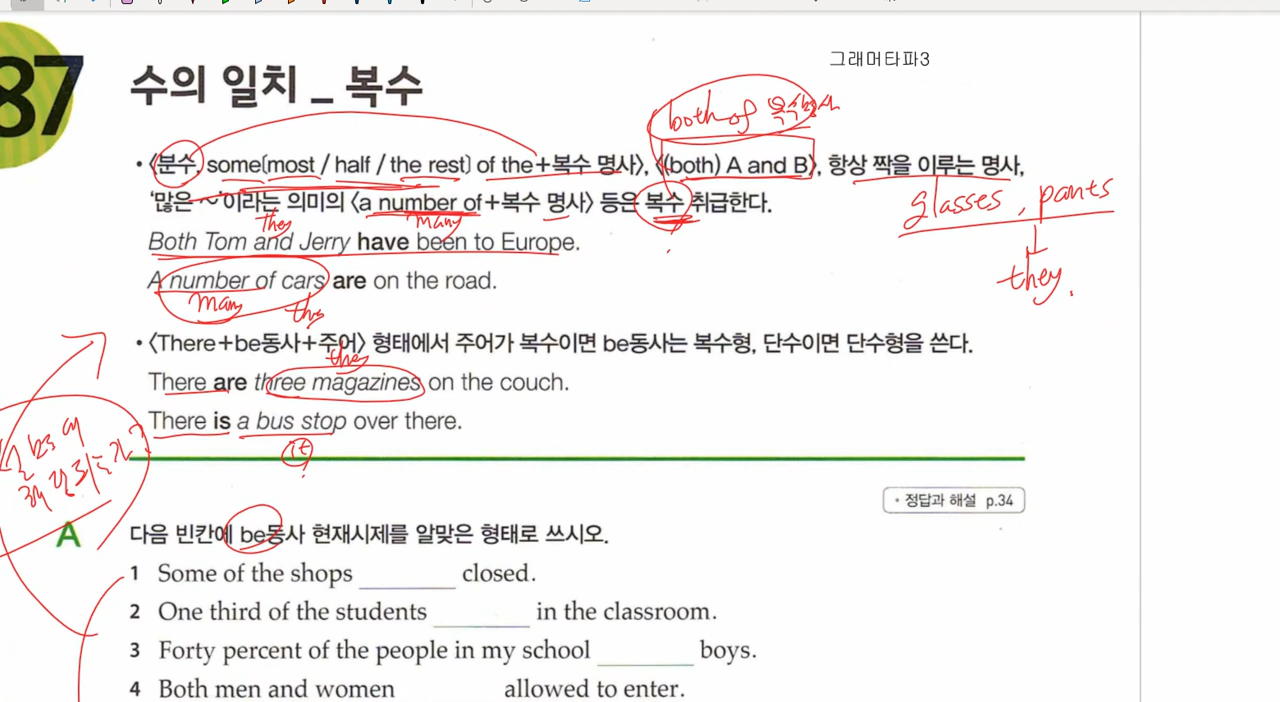 그래머타파3
87 수의 일치 _ 복수
both of 복수명사
• 〈분수, some(most / half / the rest) of the+복수 명사〉, 〈(both) A and B〉, 항상 짝을 이루는 명사,
'많은 ~'이라는 의미의 〈a number of+복수 명사〉 등은 복수 취급한다.
glasses, pants
they.
they many
Both Tom and Jerry have been to Europe.
A number of cars are on the road.
many they
• 〈There+be동사+주어〉 형태에서 주어가 복수이면 be동사는 복수형, 단수이면 단수형을 쓴다.
they
There are three magazines on the couch.
There is a bus stop over there.
it
• 정답과 해설 p.34
A 다음 빈칸에 be동사 현재시제를 알맞은 형태로 쓰시오.
1 Some of the shops ________ closed.
2 One third of the students ________ in the classroom.
3 Forty percent of the people in my school ________ boys.
4 Both men and women allowed to enter.